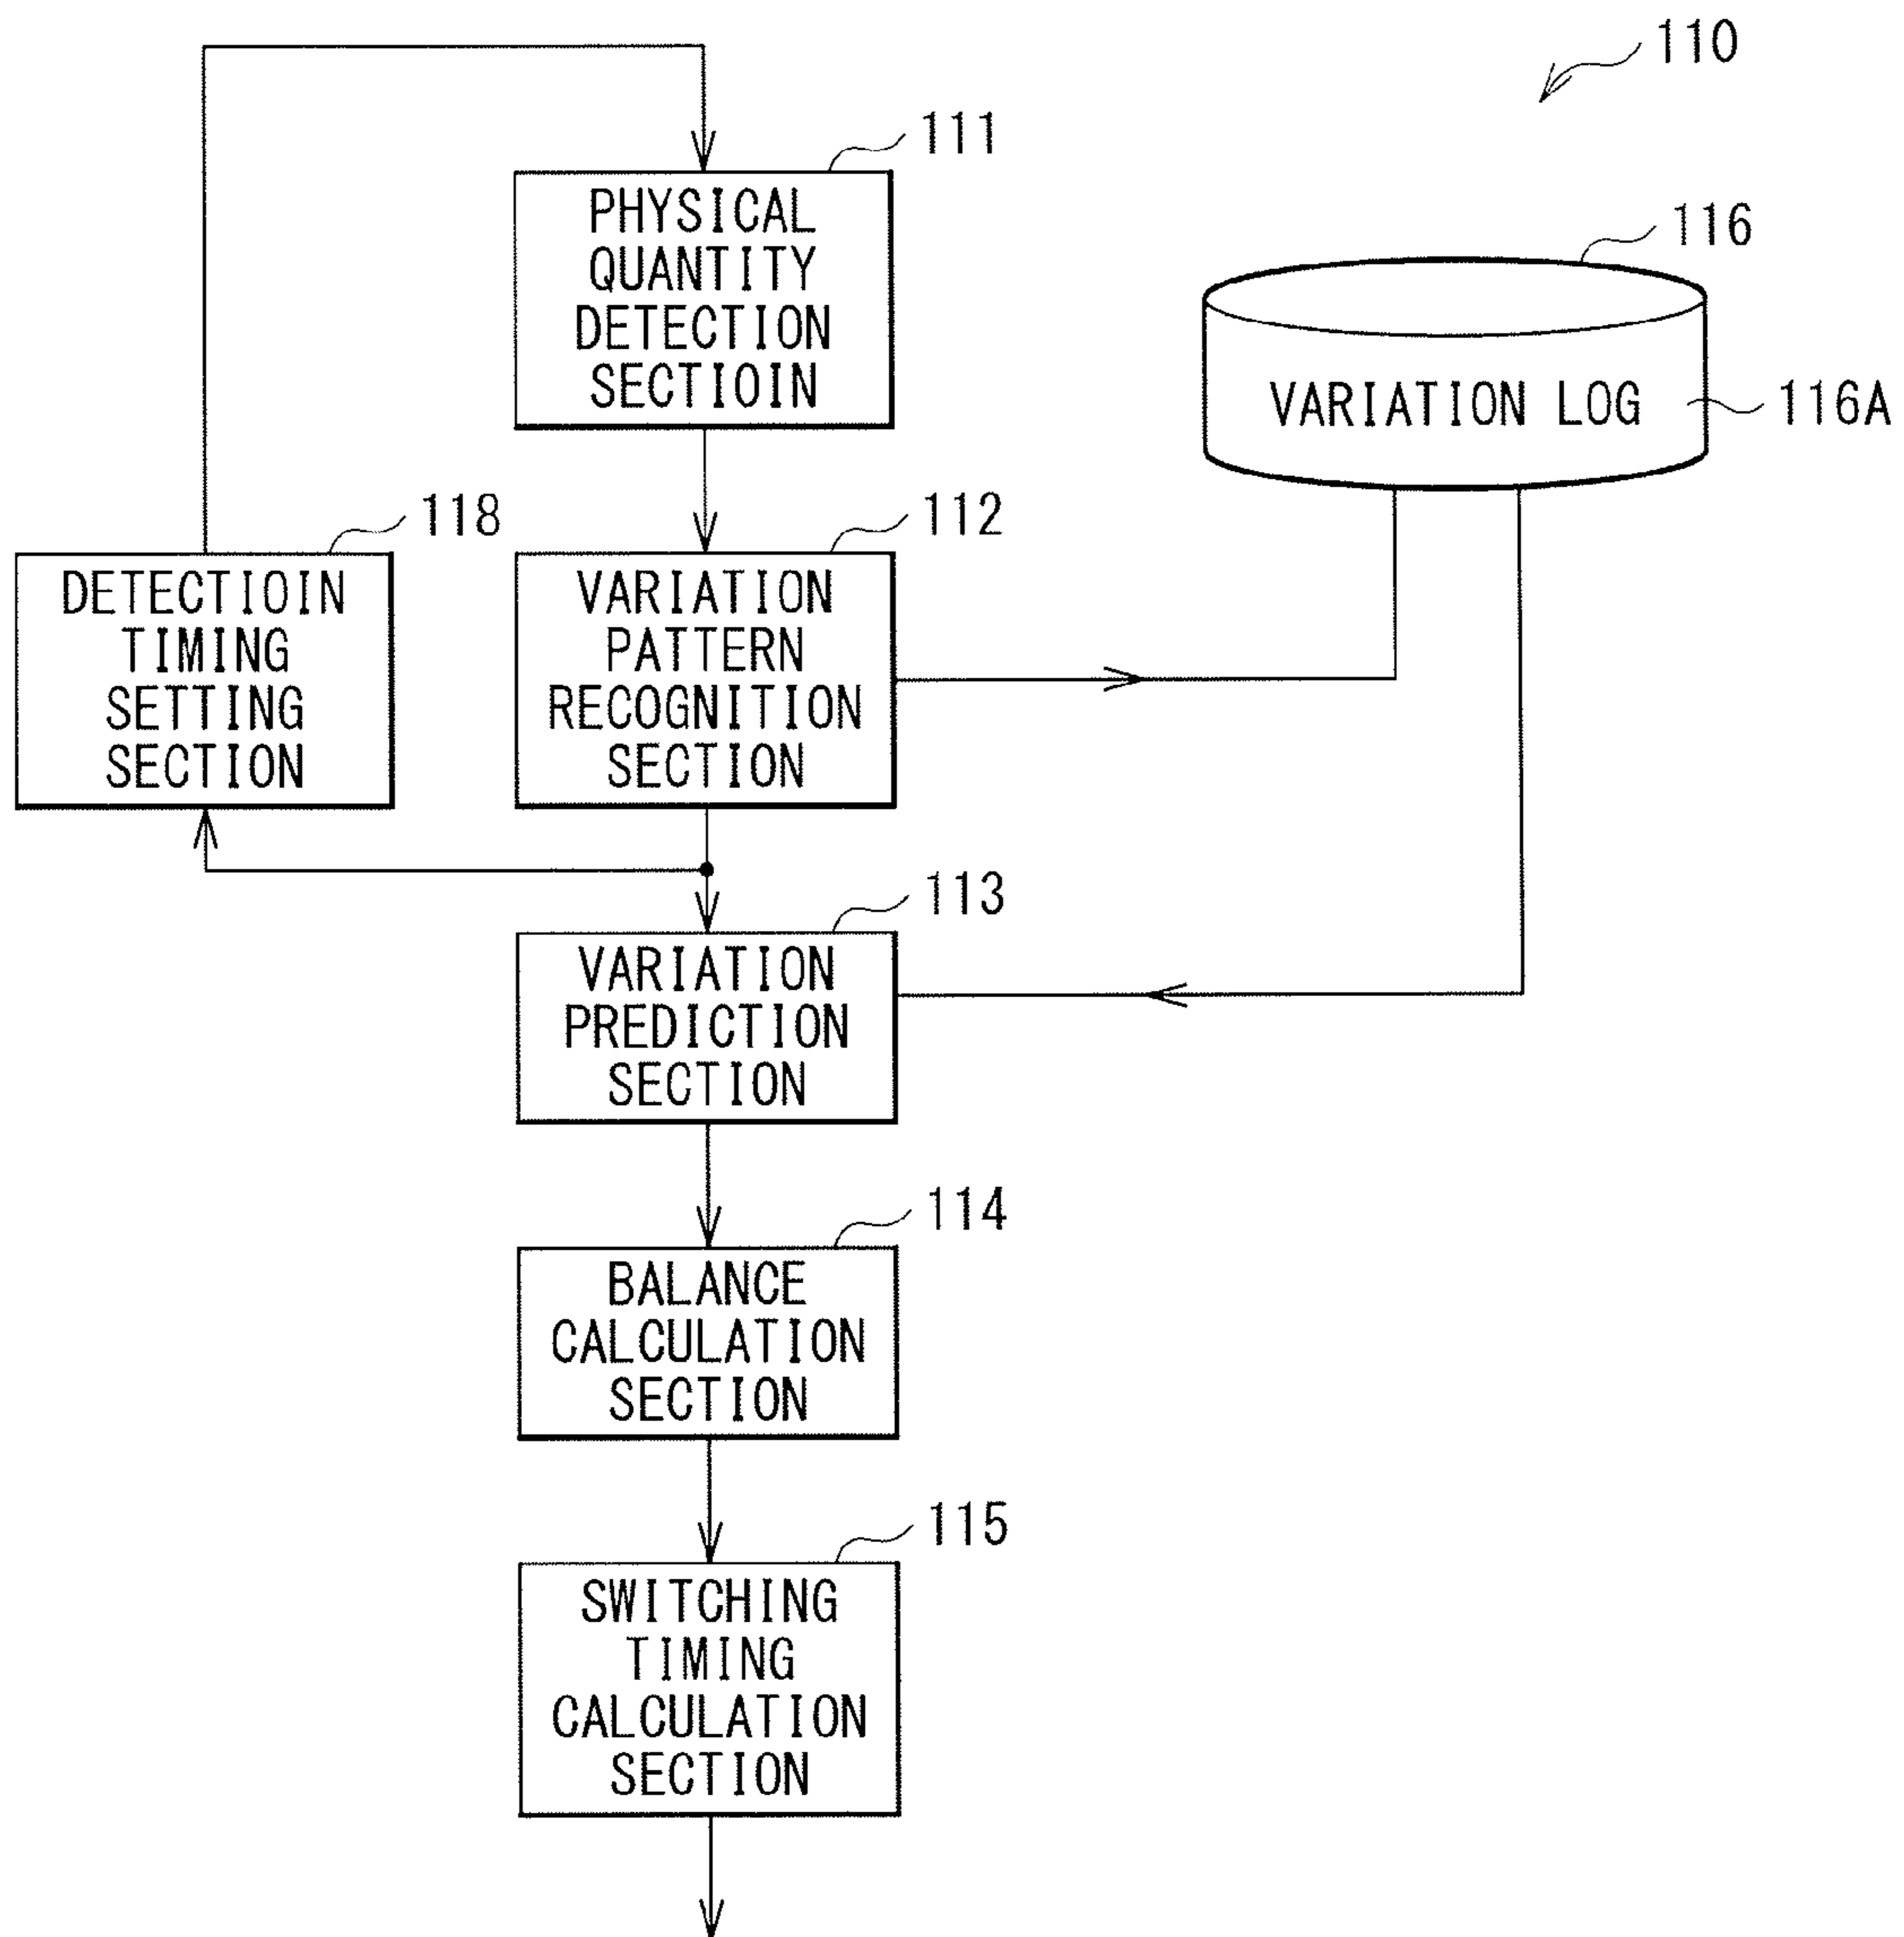 110
111
PHYSICAL
QUANTITY
DETECTION
SECTIOIN
116
VARIATION LOG
116A
118
DETECTIOIN
TIMING
SETTING
SECTION
112
VARIATION
PATTERN
RECOGNITION
SECTION
113
VARIATION
PREDICTION
SECTION
114
BALANCE
CALCULATION
SECTION
115
SWITCHING
TIMING
CALCULATION
SECTION